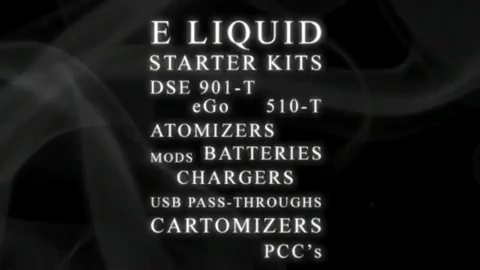 E LIQUID
STARTER KITS
DSE 901-T
eGo 510-T
ATOMIZERS
MODS BATTERIES
CHARGERS
USB PASS-THROUGHS
CARTOMIZERS
PCC's